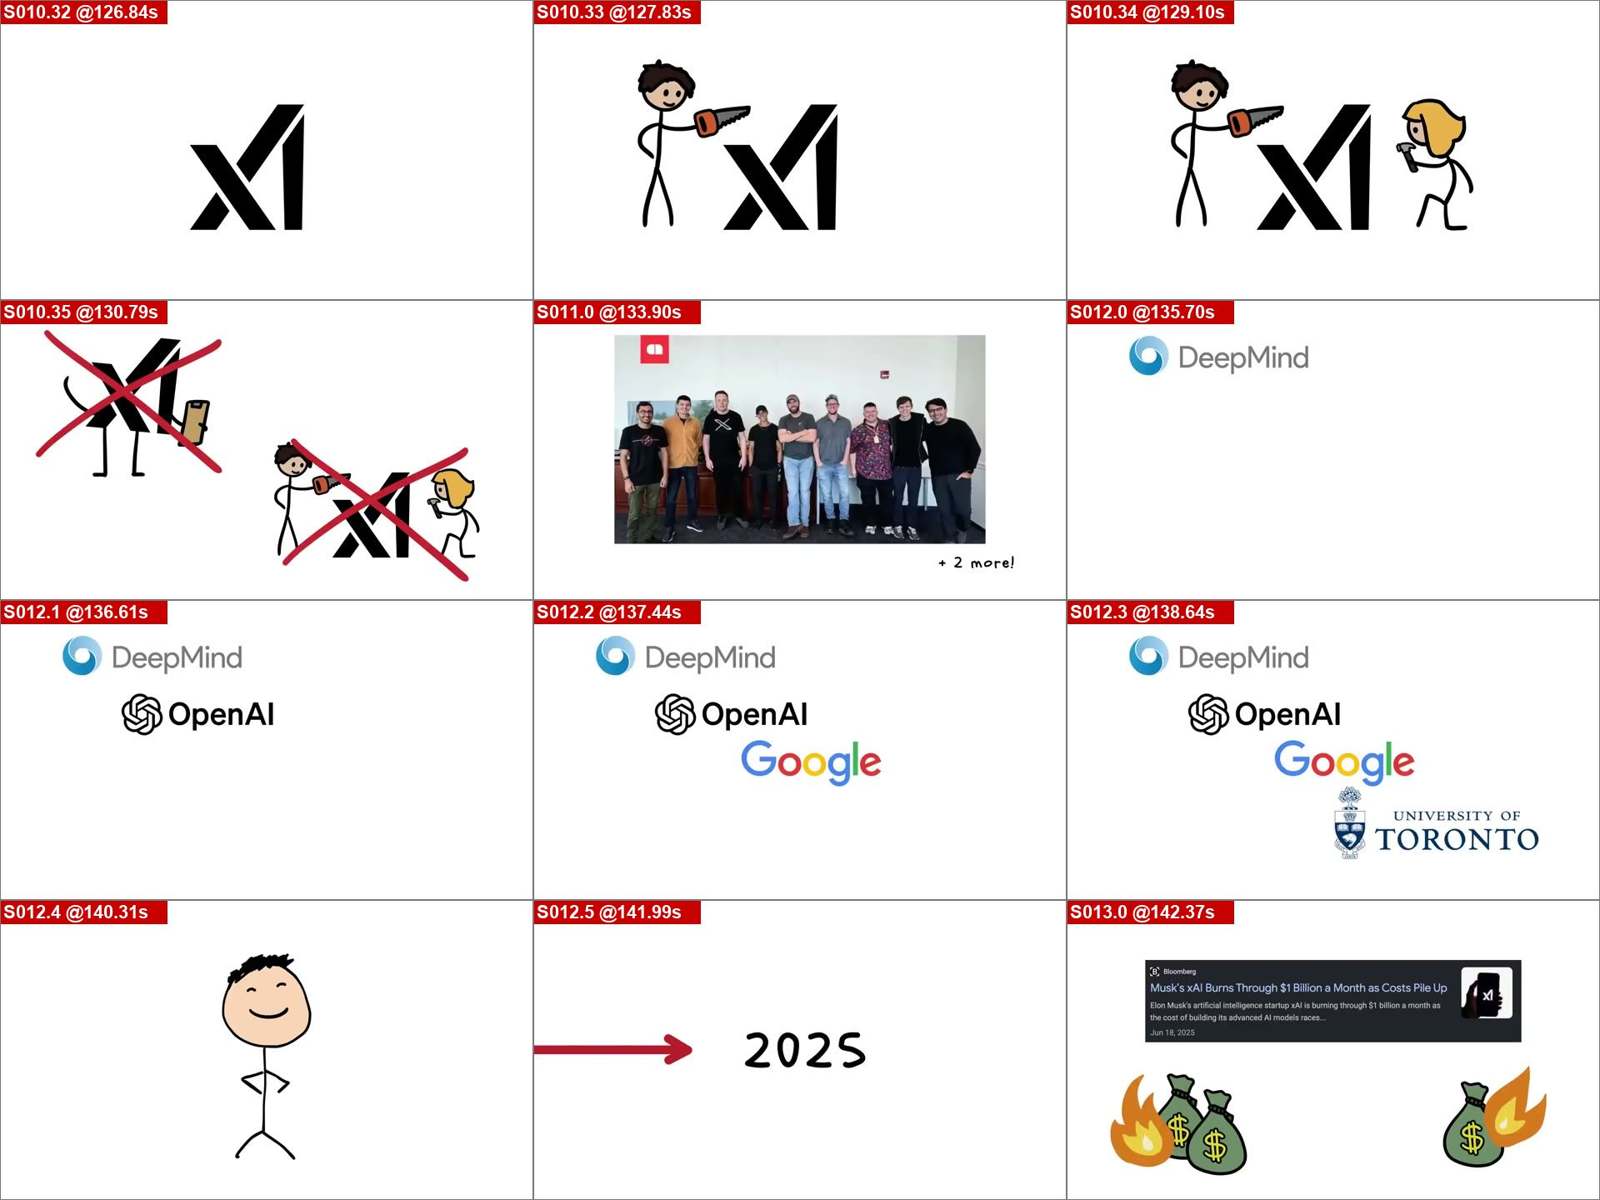 S010.32 @126.84s
S010.33 @127.83s
S010.34 @129.10s
S010.35 @130.79s
S011.0 @133.90s
+ 2 more!
S012.0 @135.70s
DeepMind
S012.1 @136.61s
DeepMind
OpenAI
S012.2 @137.44s
DeepMind
OpenAI
Google
S012.3 @138.64s
DeepMind
OpenAI
Google
UNIVERSITY OF
TORONTO
S012.4 @140.31s
S012.5 @141.99s
2025
S013.0 @142.37s
Bloomberg
Musk's xAI Burns Through $1 Billion a Month as Costs Pile Up
Elon Musk's artificial intelligence startup xAI is burning through $1 billion a month as
the cost of building its advanced AI models races...
Jun 18, 2025
$ $
$